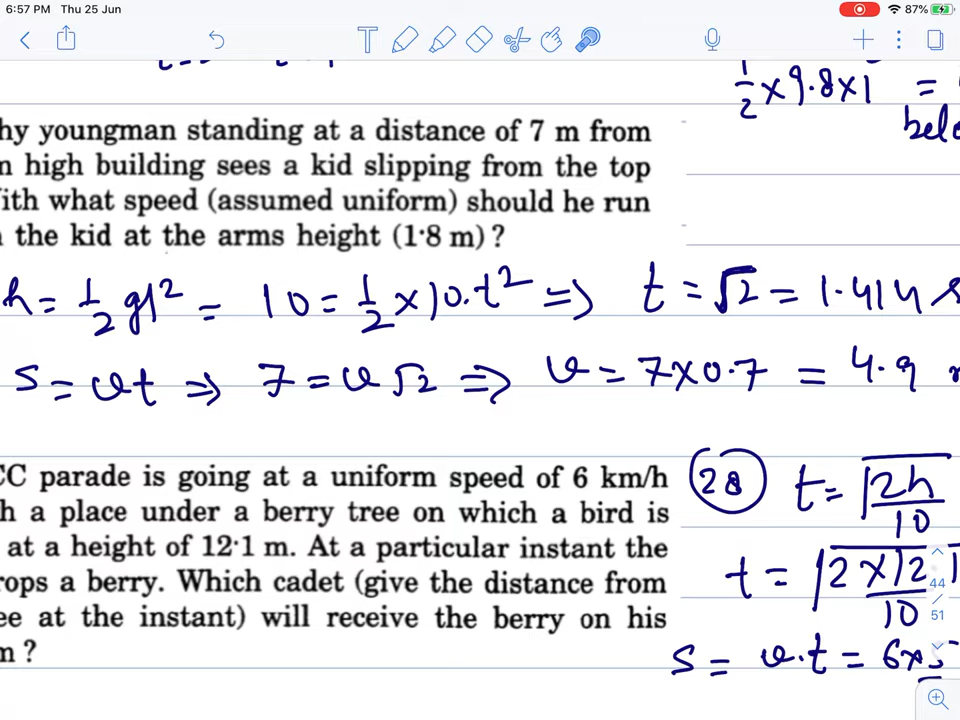 6:57 PM Thu 25 Jun
87%
1/2 × 9.8×1 =
hy youngman standing at a distance of 7 m from
n high building sees a kid slipping from the top
ith what speed (assumed uniform) should he run
the kid at the arms height (1·8 m) ?
h = 1/2 gt² = 10 = 1/2 × 10.t² => t = √2 = 1.414
s = vt => 7 = v√2 => v = 7×0.7 = 4.9
CC parade is going at a uniform speed of 6 km/h
h a place under a berry tree on which a bird is
at a height of 12·1 m. At a particular instant the
rops a berry. Which cadet (give the distance from
ee at the instant) will receive the berry on his
m ?
28 t = √2h/10
t = √2×12/10
s = v.t = 6×
44
/
51